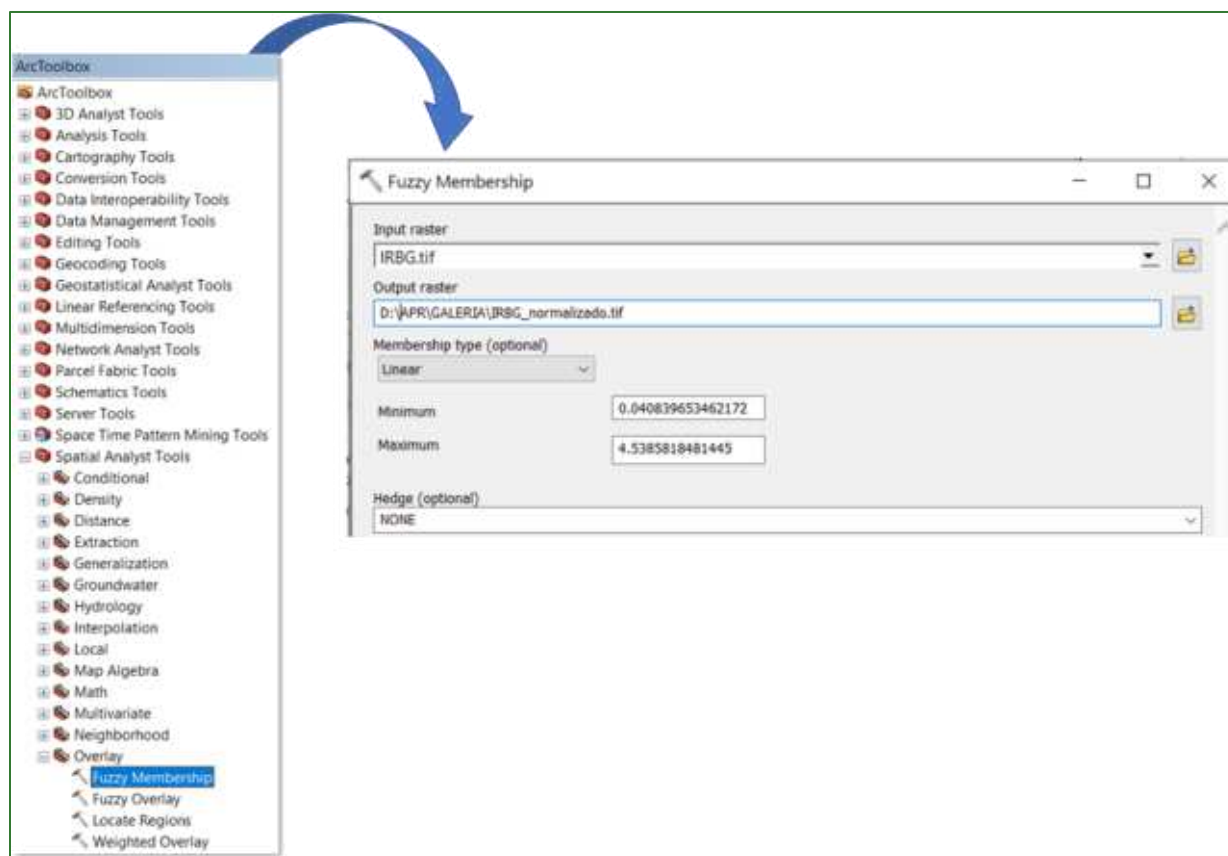 ArcToolbox
ArcToolbox
3D Analyst Tools
Analysis Tools
Cartography Tools
Conversion Tools
Data Interoperability Tools
Data Management Tools
Editing Tools
Geocoding Tools
Geostatistical Analyst Tools
Linear Referencing Tools
Multidimension Tools
Network Analyst Tools
Parcel Fabric Tools
Schematics Tools
Server Tools
Space Time Pattern Mining Tools
Spatial Analyst Tools
Conditional
Density
Distance
Extraction
Generalization
Groundwater
Hydrology
Interpolation
Local
Map Algebra
Math
Multivariate
Neighborhood
Overlay
Fuzzy Membership
Fuzzy Overlay
Locate Regions
Weighted Overlay
Fuzzy Membership
Input raster
IRBG.tif
Output raster
D:\APR\GALERIA\IRBG_normalizado.tif
Membership type (optional)
Linear
Minimum 0.040839653462172
Maximum 4.5385818481445
Hedge (optional)
NONE